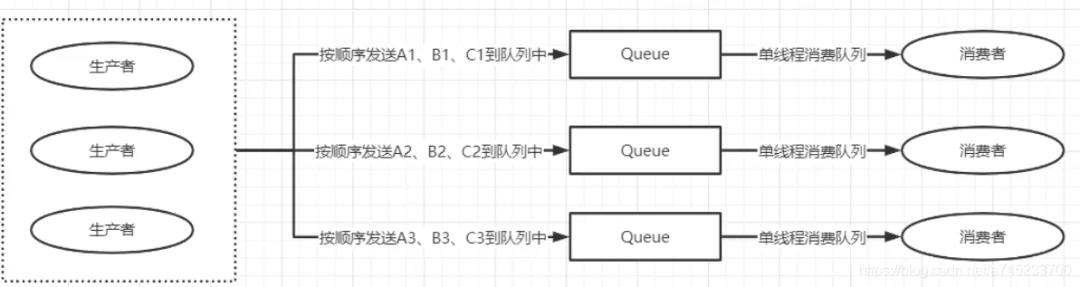 生产者
按顺序发送A1、B1、C1到队列中
Queue
单线程消费队列
消费者
生产者
按顺序发送A2、B2、C2到队列中
Queue
单线程消费队列
消费者
生产者
按顺序发送A3、B3、C3到队列中
Queue
单线程消费队列
消费者
https://blog.csdn.net/a745233700